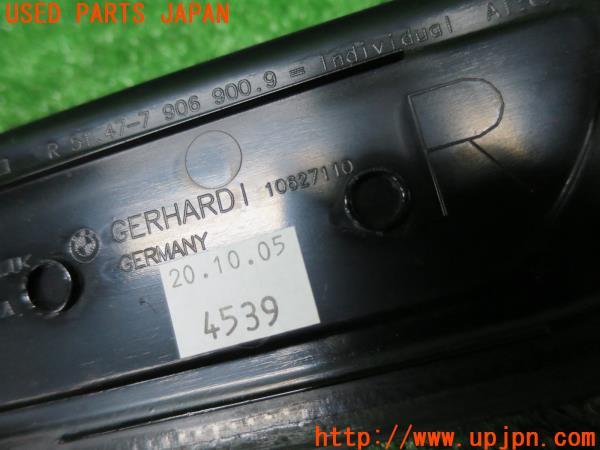 USED PARTS JAPAN
R 51.47-7 906 900.9 = Individual
R
GERHARDI 10627110
GERMANY
20.10.05
4539
http://www.upjpn.com